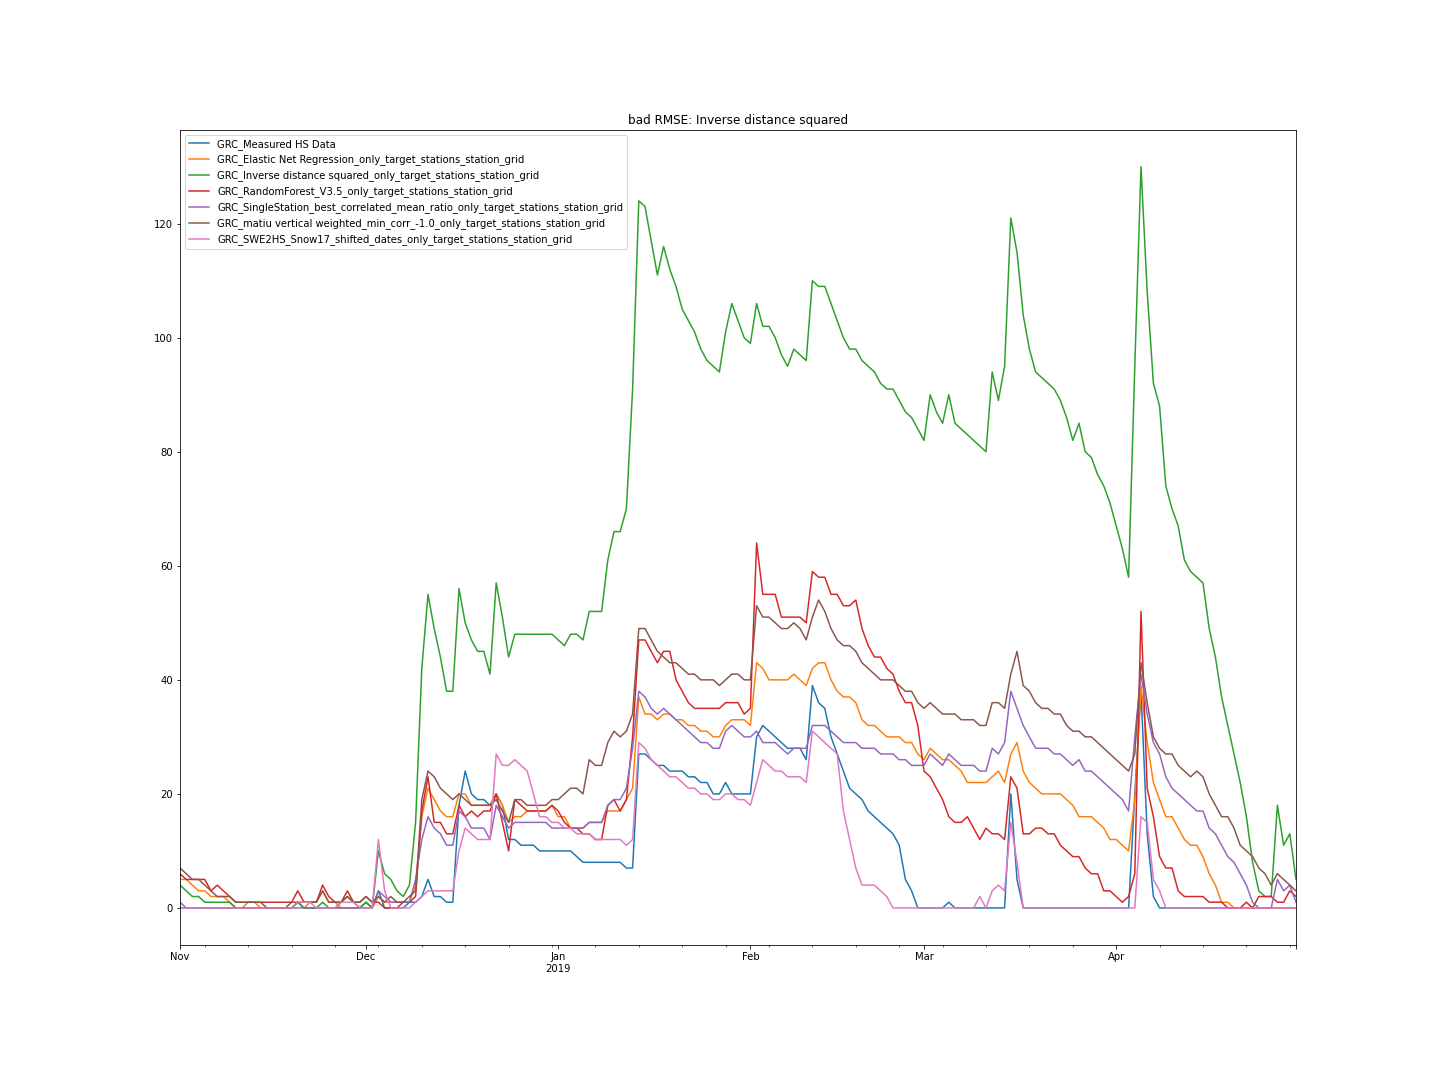 bad RMSE: Inverse distance squared
GRC_Measured HS Data
GRC_Elastic Net Regression_only_target_stations_station_grid
GRC_Inverse distance squared_only_target_stations_station_grid
GRC_RandomForest_V3.5_only_target_stations_station_grid
GRC_SingleStation_best_correlated_mean_ratio_only_target_stations_station_grid
GRC_matiu vertical weighted_min_corr_-1.0_only_target_stations_station_grid
GRC_SWE2HS_Snow17_shifted_dates_only_target_stations_station_grid
120
100
80
60
40
20
0
Nov Dec Jan Feb Mar Apr
2019